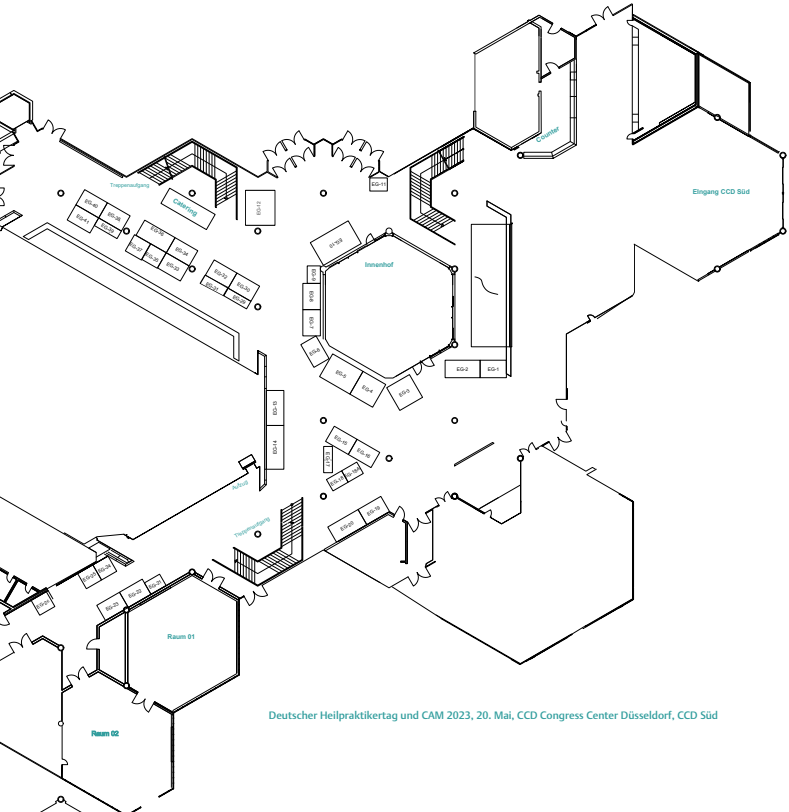 Counter
EG-11
Treppenaufgang
Eingang CCD Süd
Catering
EG-12
EG-40
EG-38
EG-41
EG-39
EG-36
EG-34
EG-37
EG-35
EG-33
EG-10
Innenhof
EG-32
EG-30
EG-31
EG-29
EG-9
EG-8
EG-7
EG-6
EG-5
EG-4
EG-3
EG-2
EG-1
EG-13
EG-14
EG-15
EG-16
EG-17
EG-18A
Aufzug
EG-19
EG-20
Treppenaufgang
EG-24
EG-25
EG-21
EG-22
EG-23
Raum 01
Raum 02
Deutscher Heilpraktikertag und CAM 2023, 20. Mai, CCD Congress Center Düsseldorf, CCD Süd